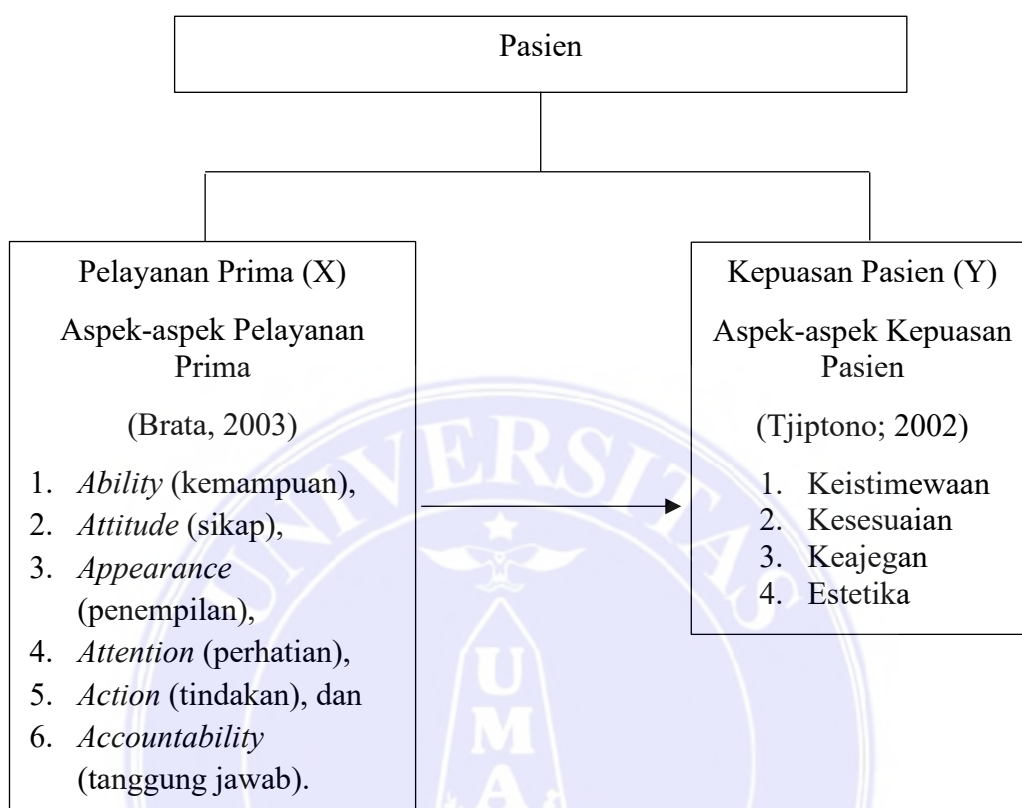 Pasien
Pelayanan Prima (X)
Aspek-aspek Pelayanan
Prima
(Brata, 2003)
1. Ability (kemampuan),
2. Attitude (sikap),
3. Appearance
(penempilan),
4. Attention (perhatian),
5. Action (tindakan), dan
6. Accountability
(tanggung jawab).
Kepuasan Pasien (Y)
Aspek-aspek Kepuasan
Pasien
(Tjiptono; 2002)
1. Keistimewaan
2. Kesesuaian
3. Keajegan
4. Estetika
UNIVERSITAS
U
M
A